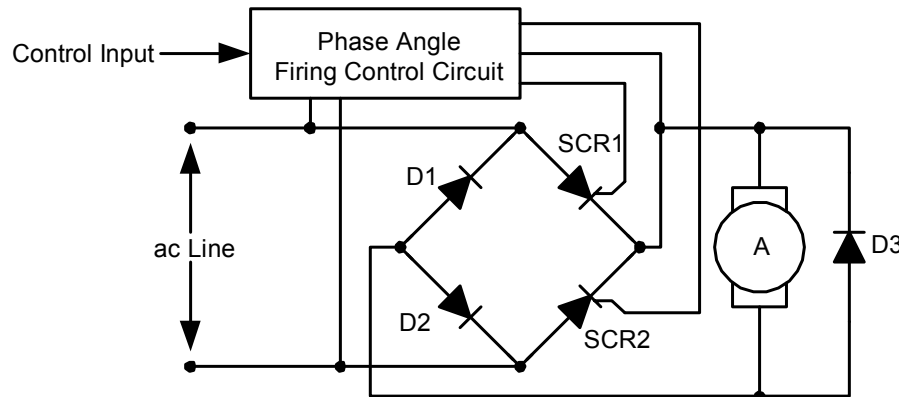 Phase Angle
Firing Control Circuit
Control Input
SCR1
D1
ac Line
A
D3
D2
SCR2